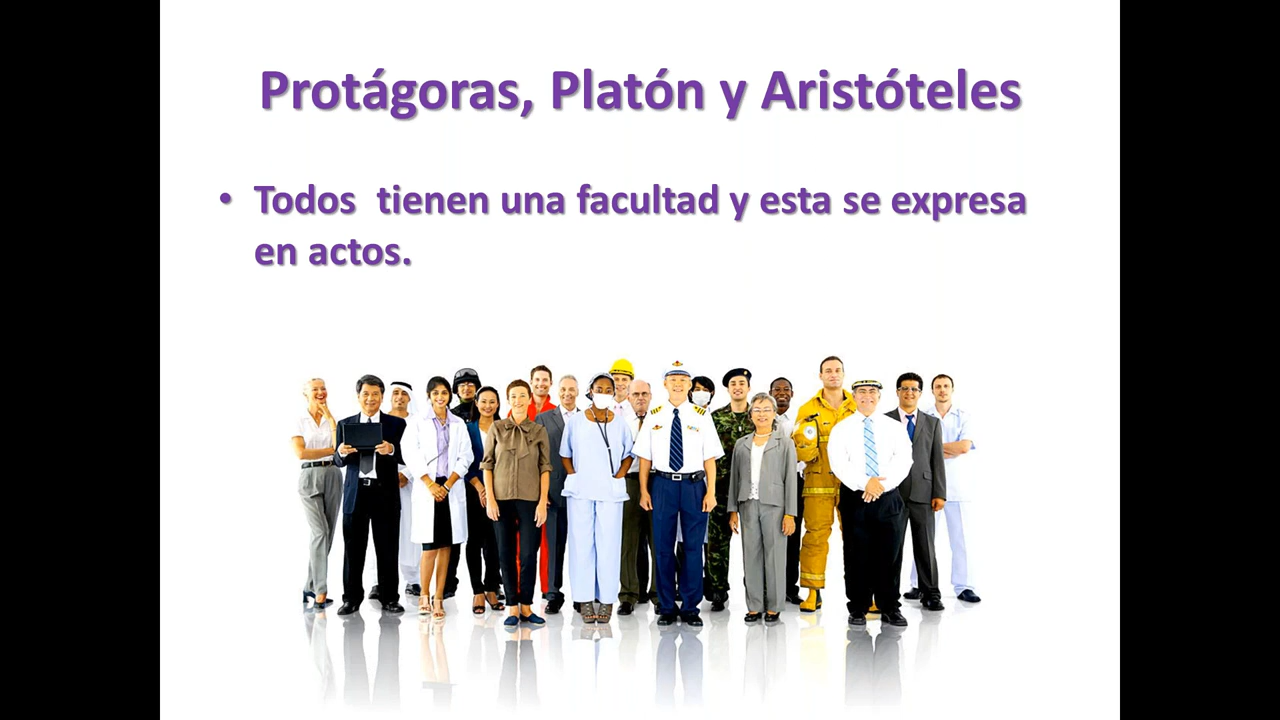 Protágoras, Platón y Aristóteles
• Todos  tienen una facultad y esta se expresa
en actos.